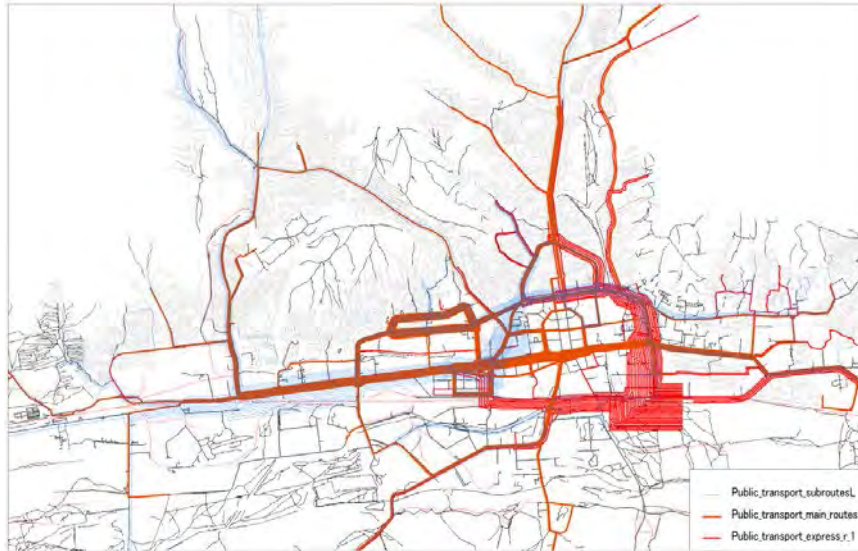 Public_transport_subroutesL
Public_transport_main_routes
Public_transport_express_r_1